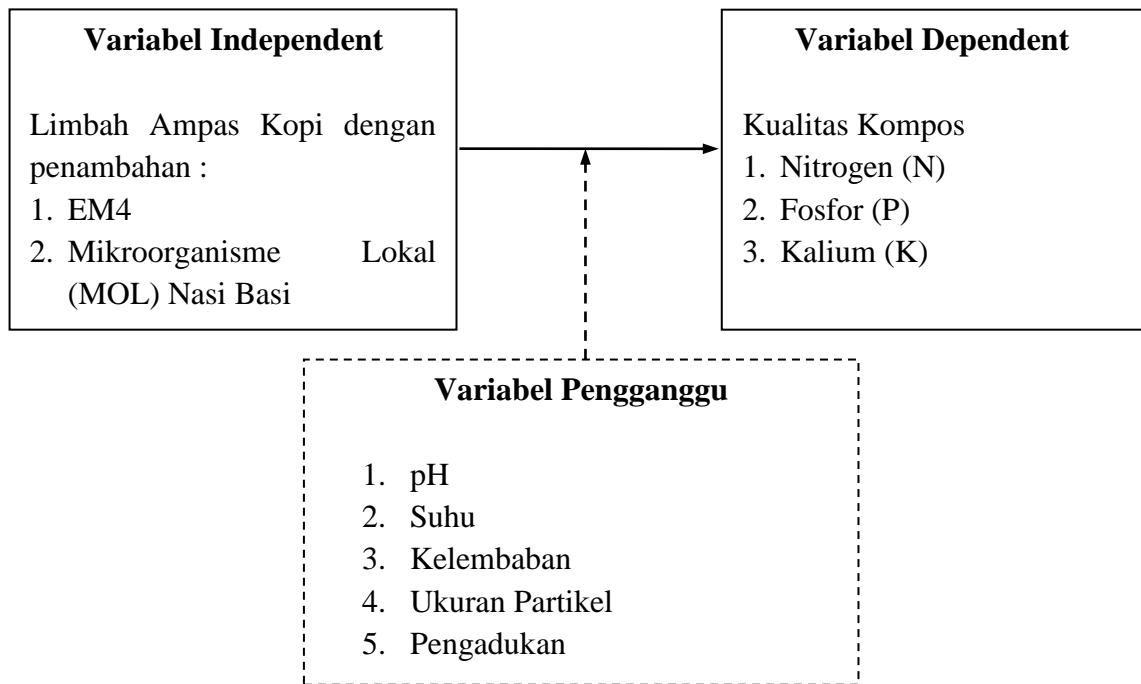 Variabel Independent
Limbah Ampas Kopi dengan
penambahan :
1. EM4
2. Mikroorganisme Lokal
(MOL) Nasi Basi
Variabel Dependent
Kualitas Kompos
1. Nitrogen (N)
2. Fosfor (P)
3. Kalium (K)
Variabel Pengganggu
1. pH
2. Suhu
3. Kelembaban
4. Ukuran Partikel
5. Pengadukan